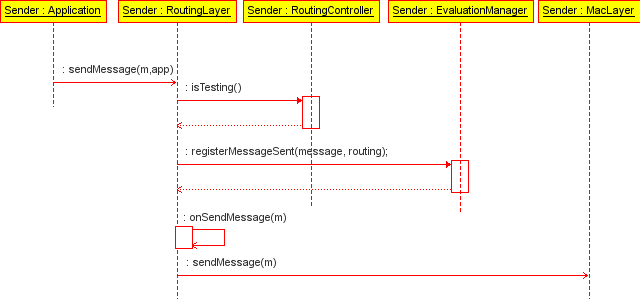 Sender : Application
Sender : RoutingLayer
Sender : RoutingController
Sender : EvaluationManager
Sender : MacLayer
: sendMessage(m,app)
: isTesting()
: registerMessageSent(message, routing);
: onSendMessage(m)
: sendMessage(m)